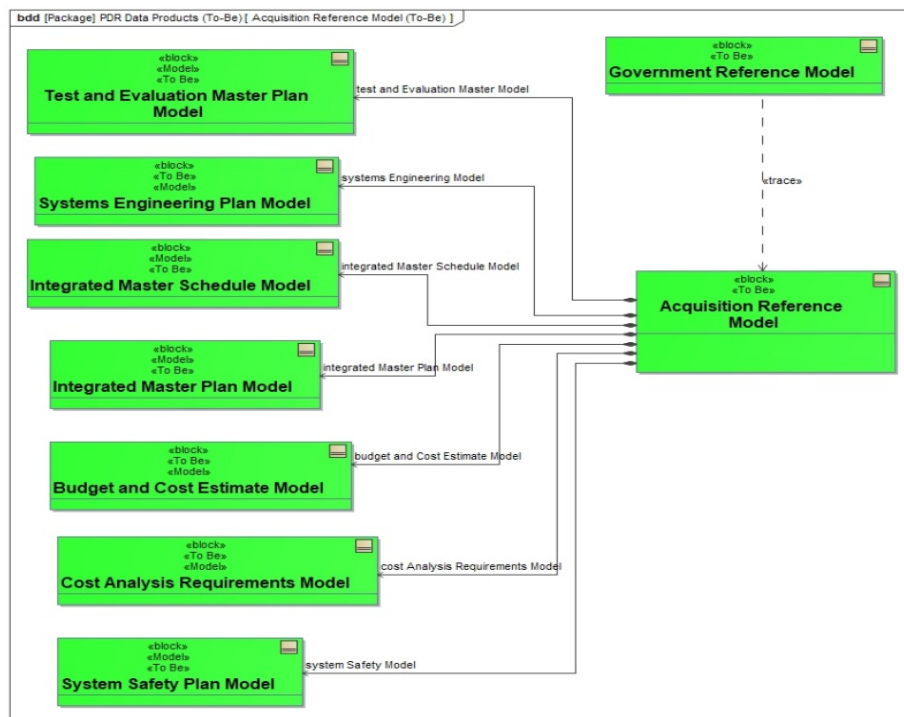 bdd [Package] PDR Data Products (To-Be) [ Acquisition Reference Model (To-Be) ]
«block»
«Model»
«To Be»
Test and Evaluation Master Plan
Model
test and Evaluation Master Model
«block»
«To Be»
Government Reference Model
«trace»
«block»
«To Be»
«Model»
Systems Engineering Plan Model
systems Engineering Model
«block»
«Model»
«To Be»
Integrated Master Schedule Model
integrated Master Schedule Model
«block»
«To Be»
Acquisition Reference
Model
«block»
«Model»
«To Be»
Integrated Master Plan Model
integrated Master Plan Model
«block»
«To Be»
«Model»
Budget and Cost Estimate Model
budget and Cost Estimate Model
«block»
«To Be»
«Model»
Cost Analysis Requirements Model
cost Analysis Requirements Model
«block»
«Model»
«To Be»
System Safety Plan Model
system Safety Model